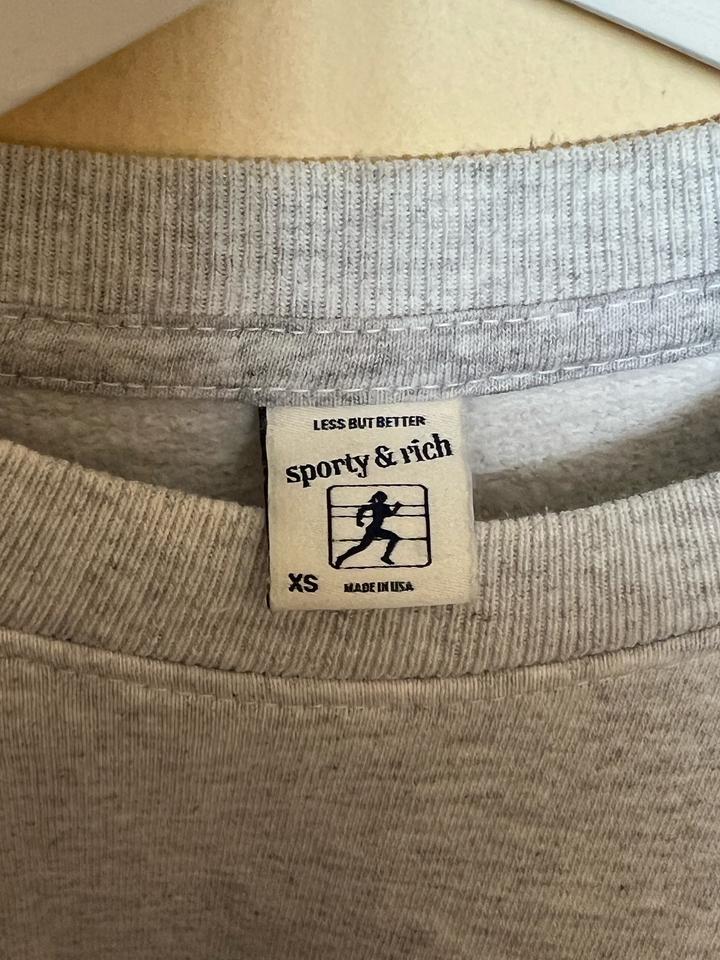 LESS BUT BETTER
sporty & rich
XS
MADE IN USA